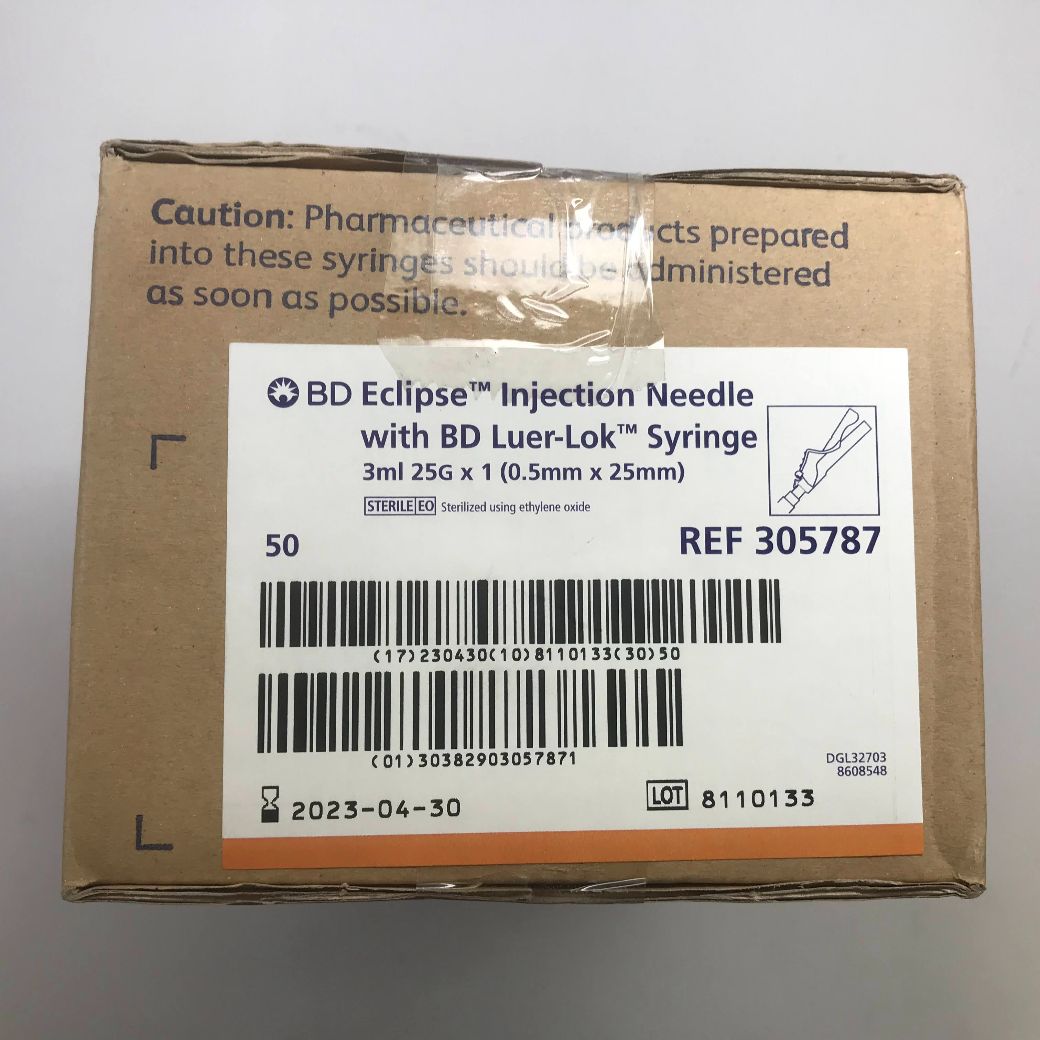 Caution: Pharmaceutical products prepared
into these syringes should be administered
as soon as possible.
BD Eclipse™ Injection Needle
with BD Luer-Lok™ Syringe
3ml 25G x 1 (0.5mm x 25mm)
STERILE EO Sterilized using ethylene oxide
50
REF 305787
(17)230430(10)8110133(30)50
(01)30382903057871
DGL32703
8608548
2023-04-30
LOT 8110133